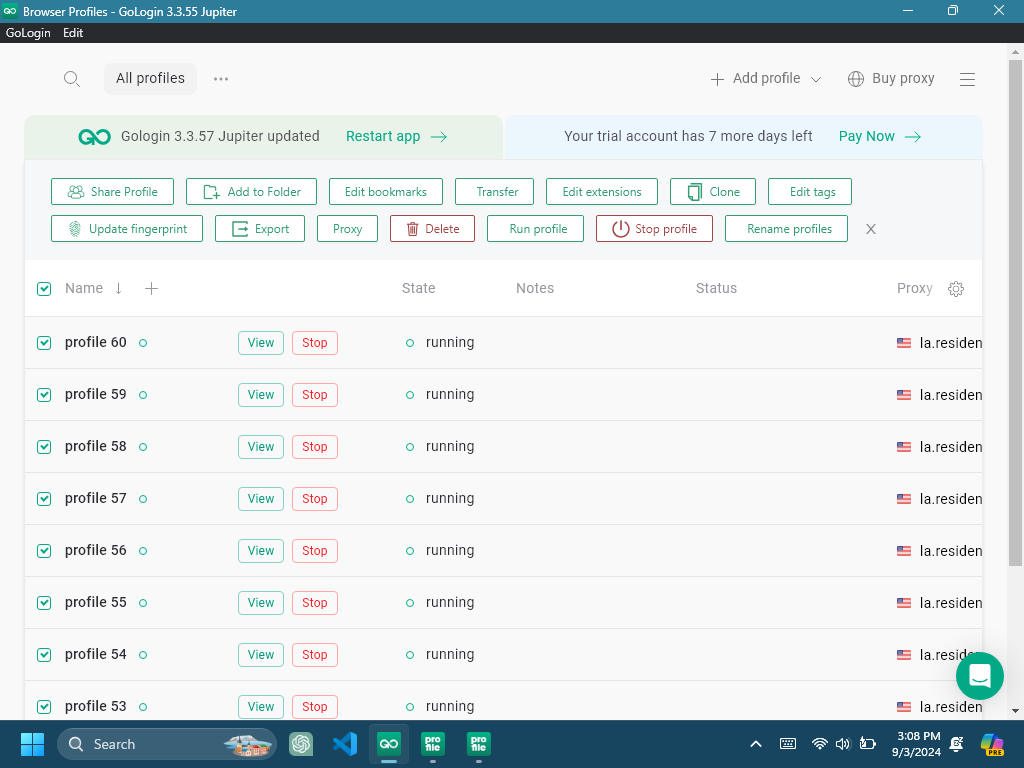 Browser Profiles - GoLogin 3.3.55 Jupiter
GoLogin Edit
All profiles
Add profile
Buy proxy
Gologin 3.3.57 Jupiter updated Restart app
Your trial account has 7 more days left Pay Now
Share Profile Add to Folder Edit bookmarks Transfer Edit extensions Clone Edit tags
Update fingerprint Export Proxy Delete Run profile Stop profile Rename profiles
Name State Notes Status Proxy
profile 60 View Stop running la.residen
profile 59 View Stop running la.residen
profile 58 View Stop running la.residen
profile 57 View Stop running la.residen
profile 56 View Stop running la.residen
profile 55 View Stop running la.residen
profile 54 View Stop running la.reside
profile 53 View Stop running la.residen
Search
GO
pro
file
pro
file
3:08 PM
9/3/2024
PRE